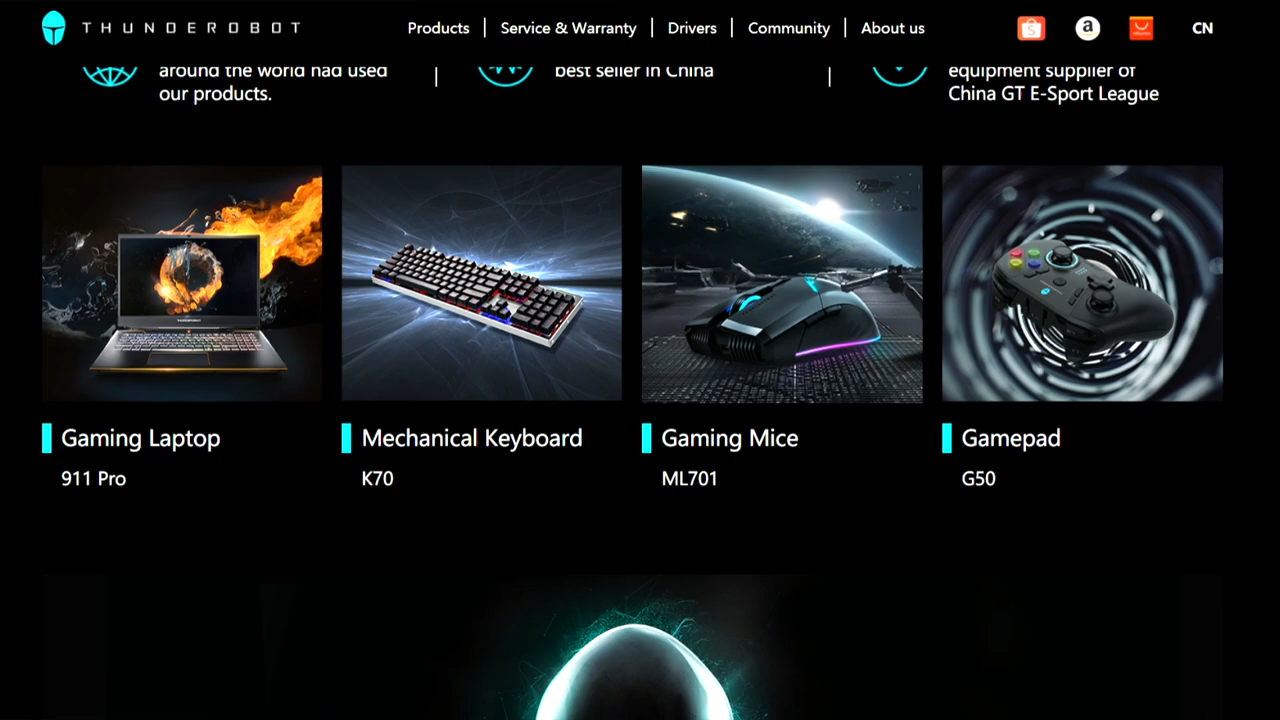 THUNDEROBOT
Products
Service & Warranty
Drivers
Community
About us
a
CN
around the world had used
our products.
best seller in China
equipment supplier of
China GT E-Sport League
Gaming Laptop
911 Pro
Mechanical Keyboard
K70
Gaming Mice
ML701
Gamepad
G50